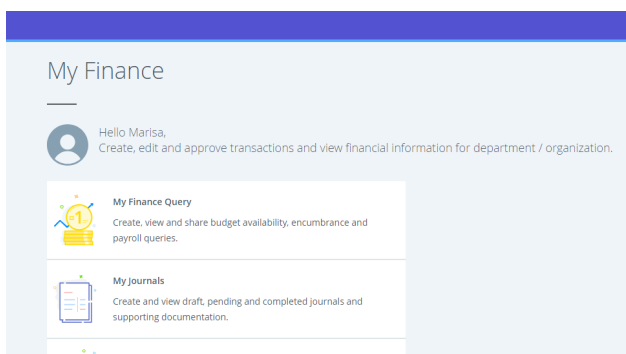 My Finance
Hello Marisa,
Create, edit and approve transactions and view financial information for department / organization.
1
My Finance Query
Create, view and share budget availability, encumbrance and
payroll queries.
My Journals
Create and view draft, pending and completed journals and
supporting documentation.